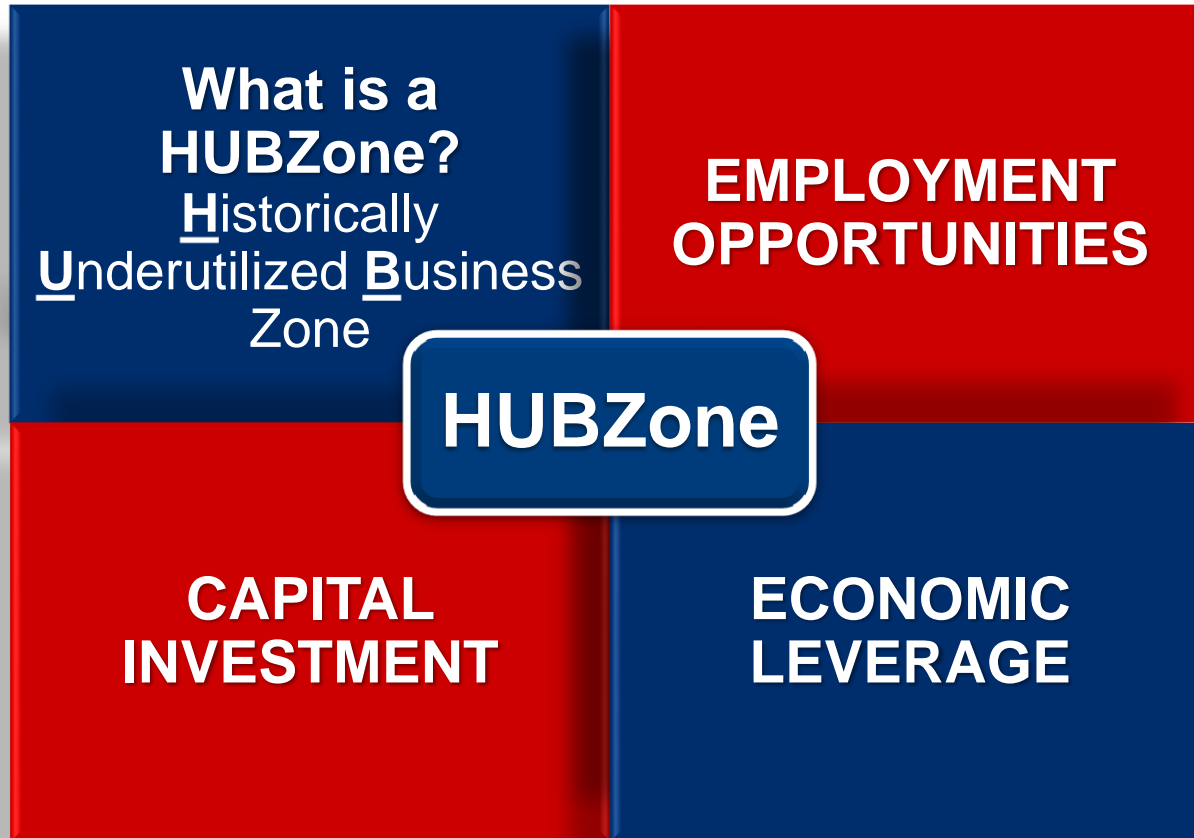 What is a
HUBZone?
Historically
Underutilized Business
Zone
EMPLOYMENT
OPPORTUNITIES
HUBZone
CAPITAL
INVESTMENT
ECONOMIC
LEVERAGE